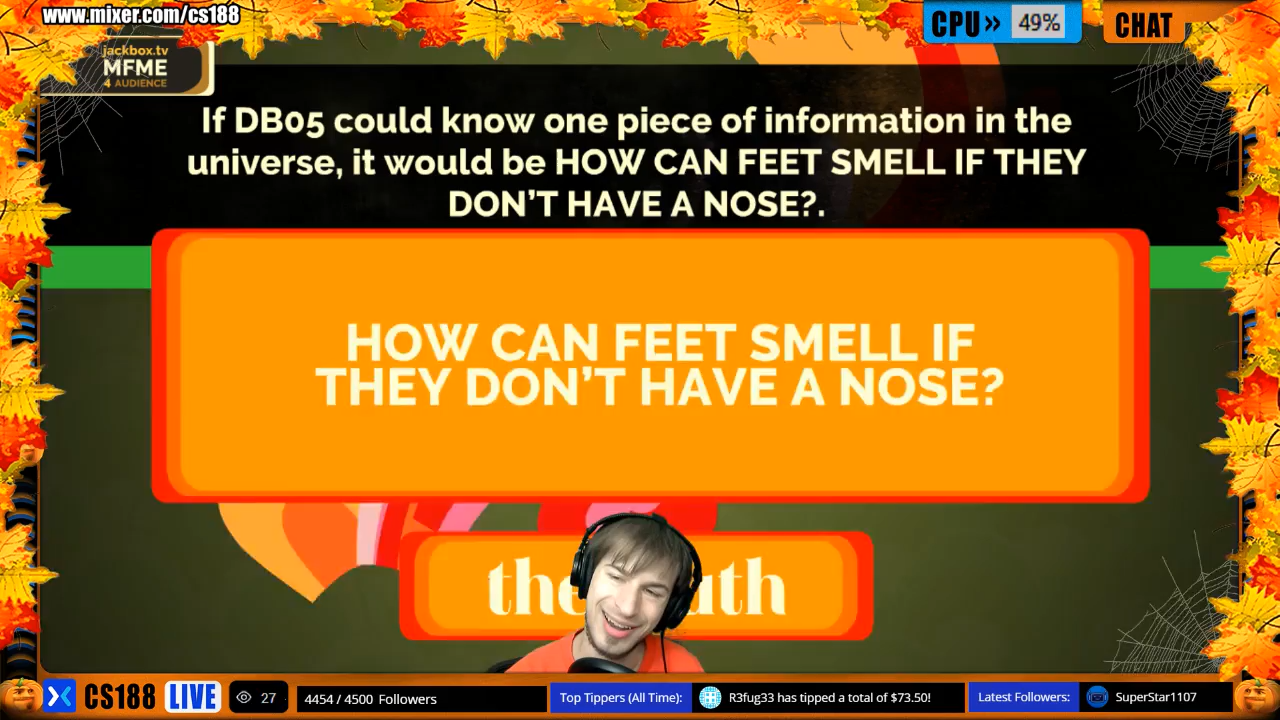 www.mixer.com/cs188
CPU»
49%
CHAT
jackbox.tv
MFME
4 AUDIENCE
If DB05 could know one piece of information in the
universe, it would be HOW CAN FEET SMELL IF THEY
DON'T HAVE A NOSE?.
HOW CAN FEET SMELL IF
THEY DON'T HAVE A NOSE?
CS188 LIVE
27
4454 / 4500 Followers
Top Tippers (All Time):
R3fug33 has tipped a total of $73.50!
Latest Followers:
SuperStar1107